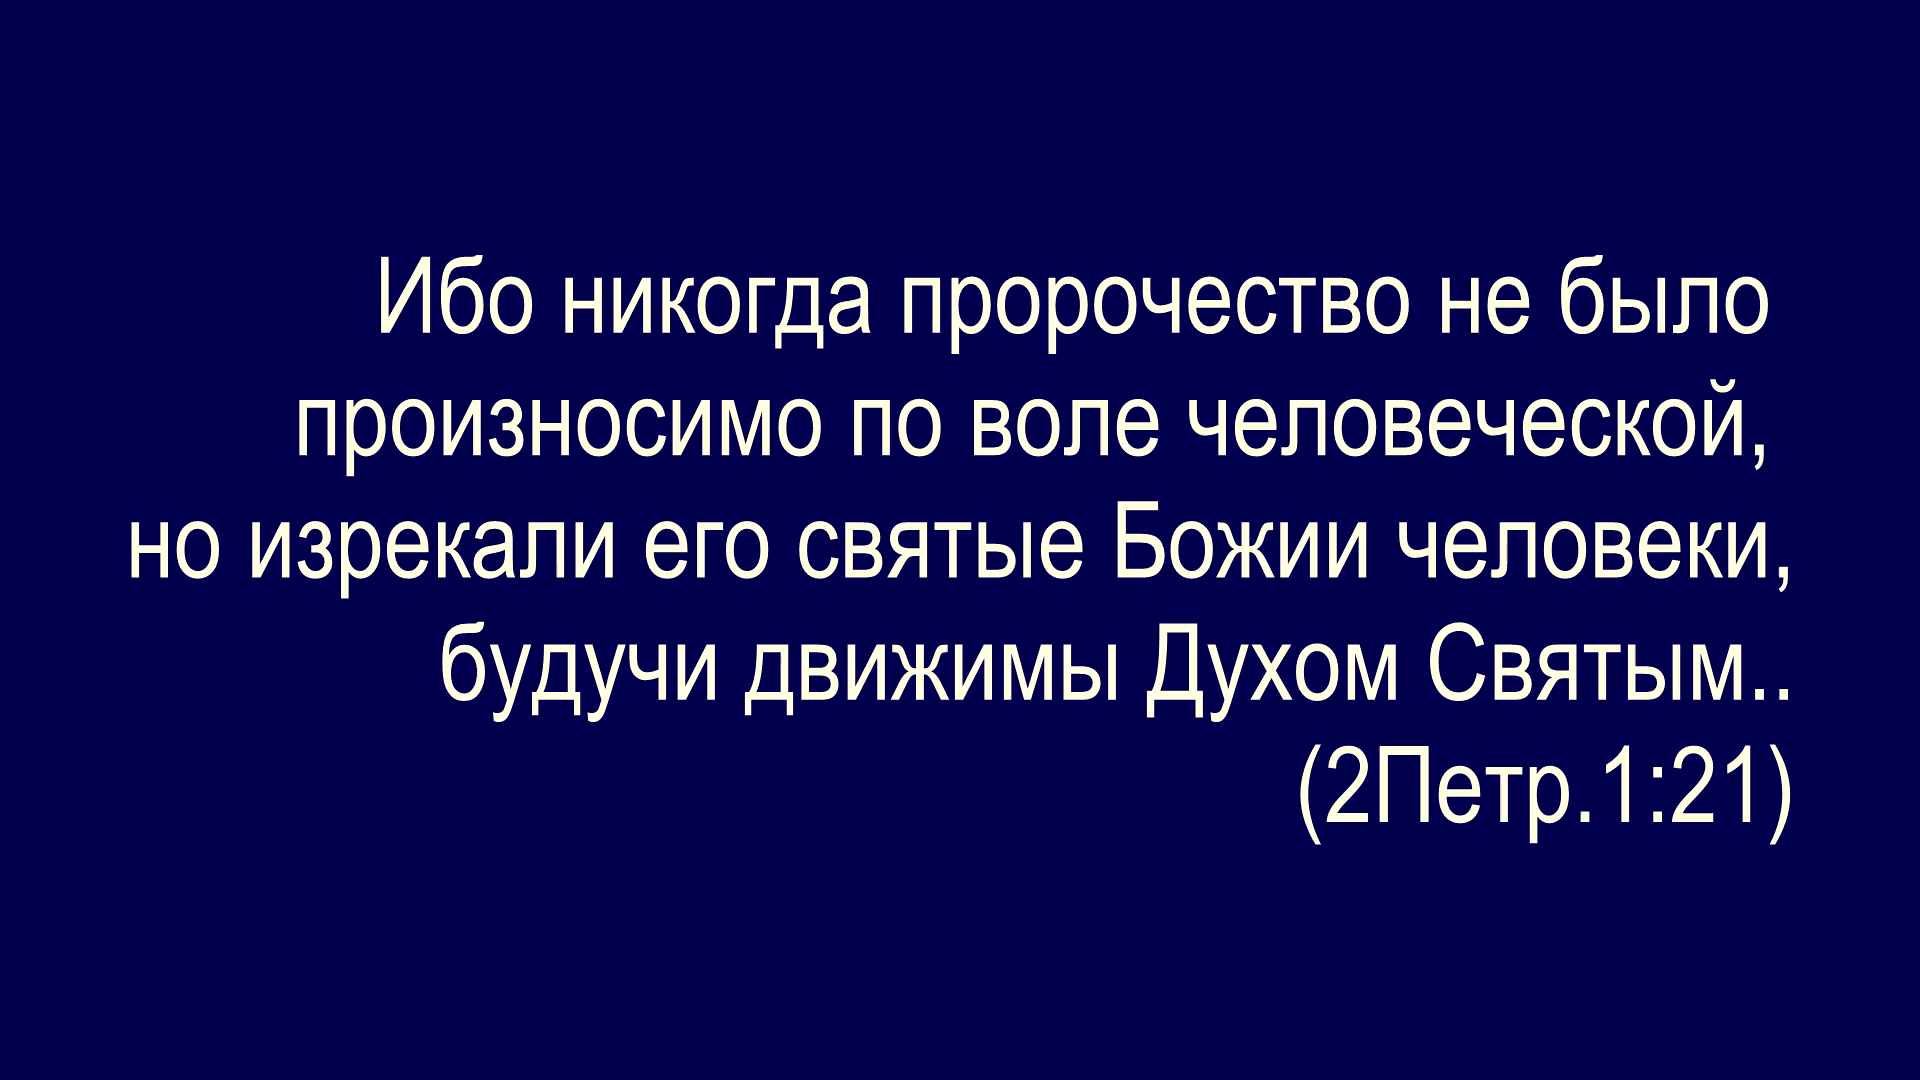 Ибо никогда пророчество не было
произносимо по воле человеческой,
но изрекали его святые Божии человеки,
будучи движимы Духом Святым..
(2Петр.1:21)